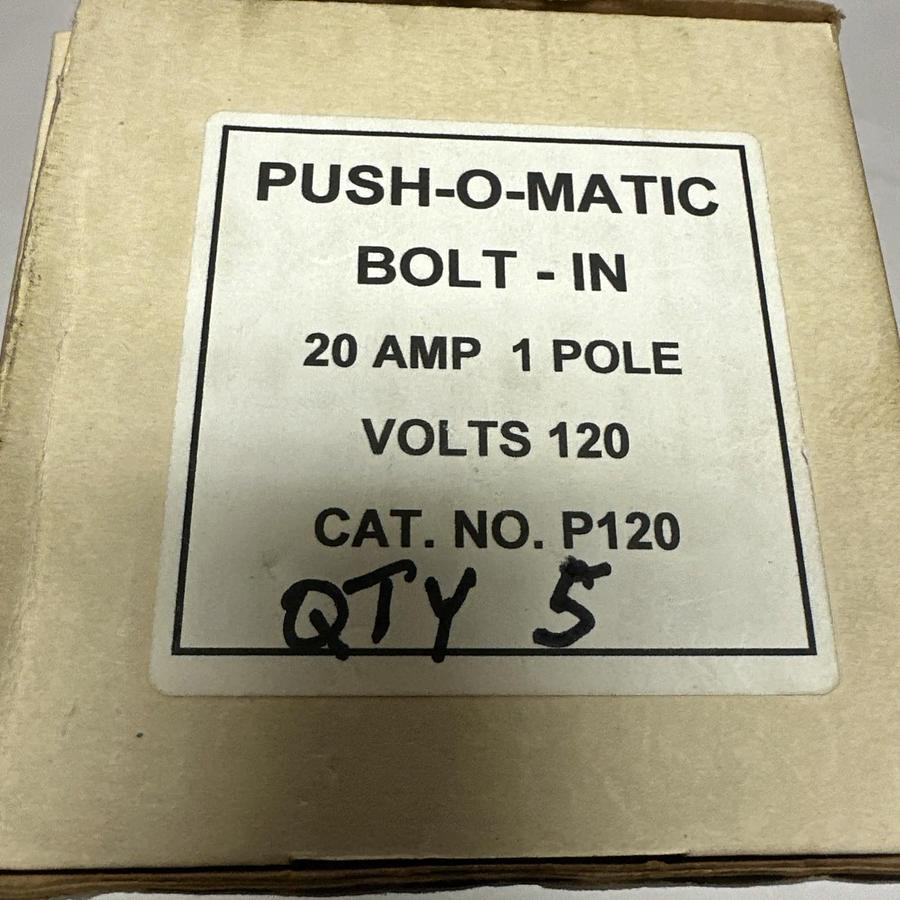 PUSH-O-MATIC
BOLT - IN
20 AMP 1 POLE
VOLTS 120
CAT. NO. P120
QTY 5